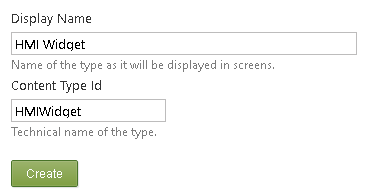 Display Name
HMI Widget
Name of the type as it will be displayed in screens.
Content Type Id
HMIWidget
Technical name of the type.
Create